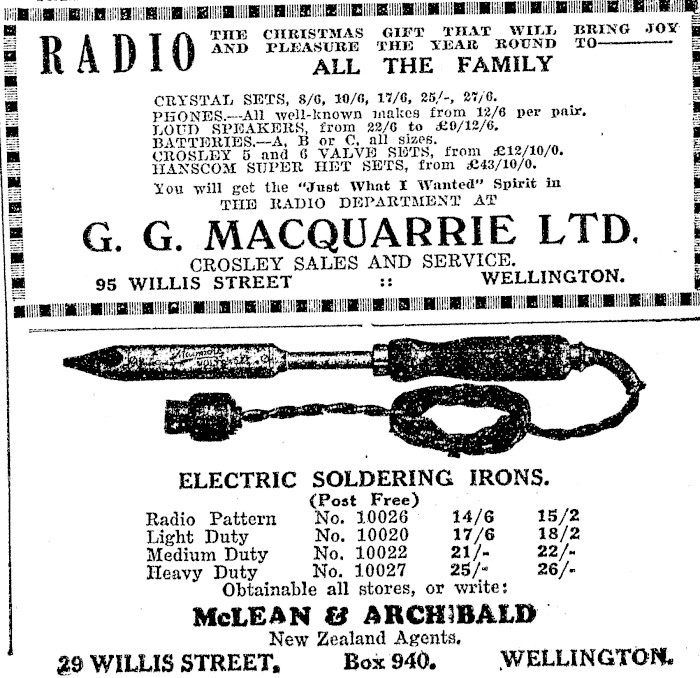 RADIO THE CHRISTMAS GIFT THAT WILL BRING JOY
AND PLEASURE THE YEAR ROUND TO
ALL THE FAMILY
CRYSTAL SETS, 8/6, 10/6, 17/6, 25/-, 27/6.
PHONES.—All well-known makes from 12/6 per pair.
LOUD SPEAKERS, from 22/6 to £9/12/6.
BATTERIES.—A, B or C, all sizes.
CROSLEY 5 and 6 VALVE SETS, from £12/10/0.
HANSCOM SUPER HET SETS, from £43/10/0.
You will get the "Just What I Wanted" Spirit in
THE RADIO DEPARTMENT AT
G. G. MACQUARRIE LTD.
CROSLEY SALES AND SERVICE.
95 WILLIS STREET :: WELLINGTON.
ELECTRIC SOLDERING IRONS.
(Post Free)
Radio Pattern No. 10026 14/6 15/2
Light Duty No. 10020 17/6 18/2
Medium Duty No. 10022 21/- 22/-
Heavy Duty No. 10027 25/- 26/-
Obtainable all stores, or write:
McLEAN & ARCHIBALD
New Zealand Agents.
29 WILLIS STREET. Box 940. WELLINGTON.